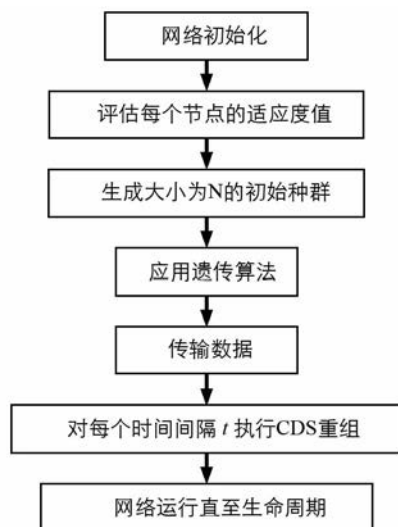 网络初始化
评估每个节点的适应度值
生成大小为N的初始种群
应用遗传算法
传输数据
对每个时间间隔 t 执行CDS重组
网络运行直至生命周期